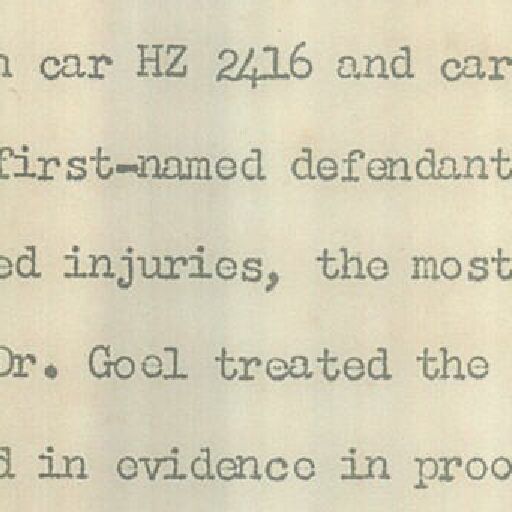 n car HZ 2416 and car
first-named defendant
ed injuries, the most
Dr. Goel treated the
d in evidence in proo